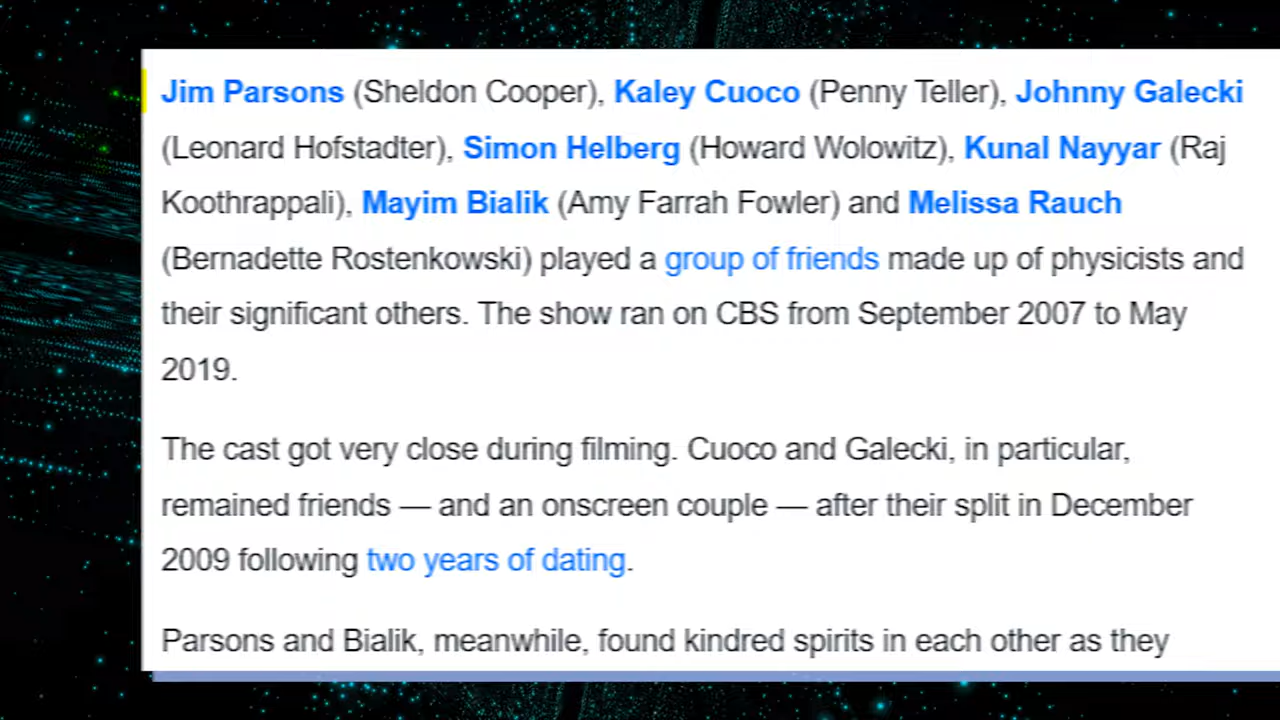 Jim Parsons (Sheldon Cooper), Kaley Cuoco (Penny Teller), Johnny Galecki
(Leonard Hofstadter), Simon Helberg (Howard Wolowitz), Kunal Nayyar (Raj
Koothrappali), Mayim Bialik (Amy Farrah Fowler) and Melissa Rauch
(Bernadette Rostenkowski) played a group of friends made up of physicists and
their significant others. The show ran on CBS from September 2007 to May
2019.
The cast got very close during filming. Cuoco and Galecki, in particular,
remained friends — and an onscreen couple — after their split in December
2009 following two years of dating.
Parsons and Bialik, meanwhile, found kindred spirits in each other as they